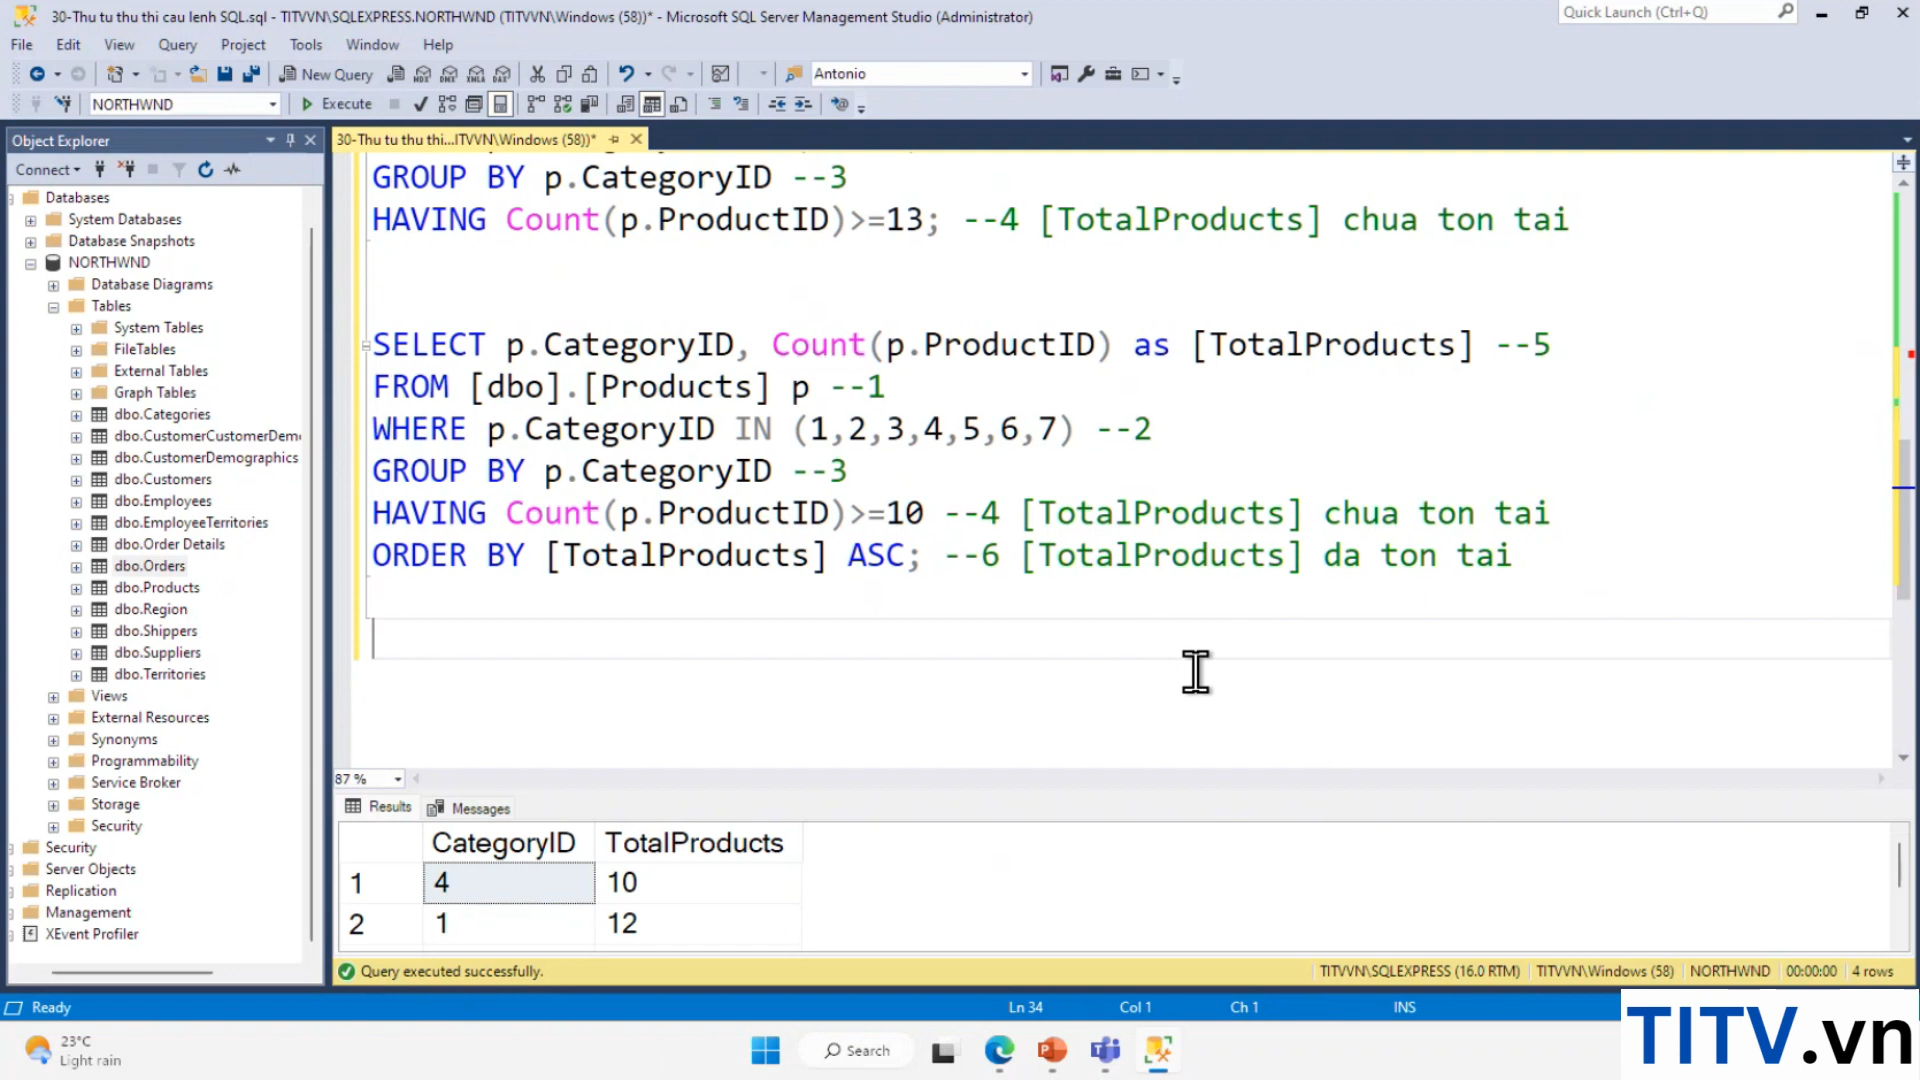 30-Thu tu thu thi cau lenh SQL.sql - TITVVN\SQLEXPRESS.NORTHWND (TITVVN\Windows (58))* - Microsoft SQL Server Management Studio (Administrator)
Quick Launch (Ctrl+Q)
File Edit View Query Project Tools Window Help
New Query
Antonio
NORTHWND
Execute
Object Explorer
30-Thu tu thu thi...ITVVN\Windows (58))*
Connect
Databases
System Databases
Database Snapshots
NORTHWND
Database Diagrams
Tables
System Tables
FileTables
External Tables
Graph Tables
dbo.Categories
dbo.CustomerCustomerDem
dbo.CustomerDemographics
dbo.Customers
dbo.Employees
dbo.EmployeeTerritories
dbo.Order Details
dbo.Orders
dbo.Products
dbo.Region
dbo.Shippers
dbo.Suppliers
dbo.Territories
Views
External Resources
Synonyms
Programmability
Service Broker
Storage
Security
Security
Server Objects
Replication
Management
XEvent Profiler
GROUP BY p.CategoryID --3
HAVING Count(p.ProductID)>=13; --4 [TotalProducts] chua ton tai
SELECT p.CategoryID, Count(p.ProductID) as [TotalProducts] --5
FROM [dbo].[Products] p --1
WHERE p.CategoryID IN (1,2,3,4,5,6,7) --2
GROUP BY p.CategoryID --3
HAVING Count(p.ProductID)>=10 --4 [TotalProducts] chua ton tai
ORDER BY [TotalProducts] ASC; --6 [TotalProducts] da ton tai
87 %
Results Messages
CategoryID TotalProducts
1 4 10
2 1 12
Query executed successfully.
TITVVN\SQLEXPRESS (16.0 RTM) TITVVN\Windows (58) NORTHWND 00:00:00 4 rows
Ready
Ln 34 Col 1 Ch 1 INS
TITV.vn
23°C
Light rain
Search